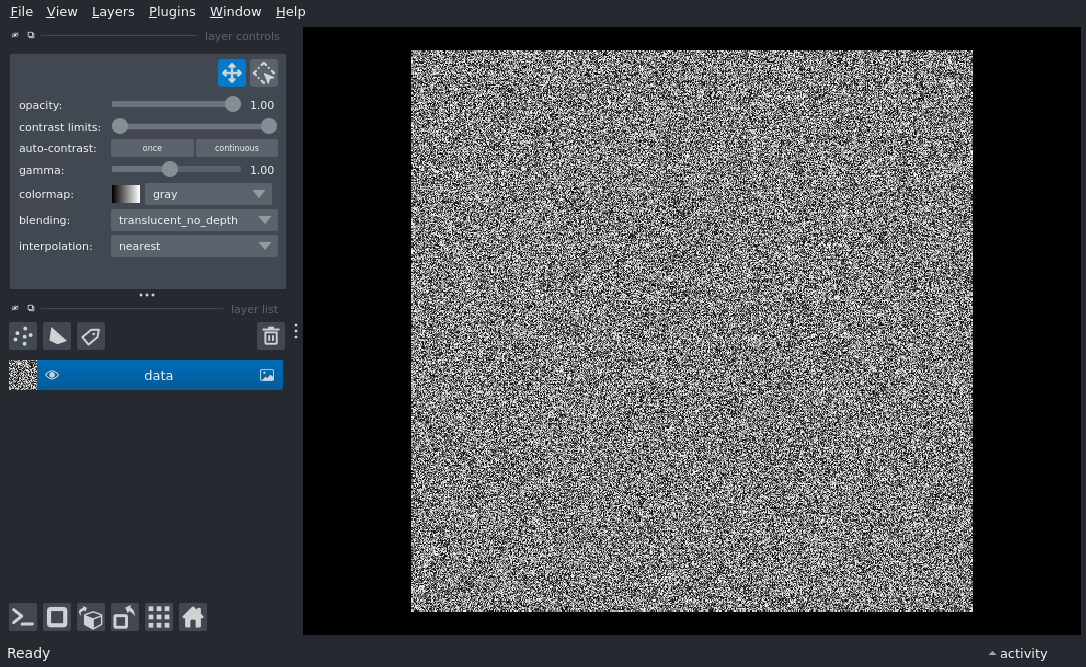 File View Layers Plugins Window Help
layer controls
opacity: 1.00
contrast limits:
auto-contrast: once continuous
gamma: 1.00
colormap: gray
blending: translucent_no_depth
interpolation: nearest
layer list
data
Ready activity